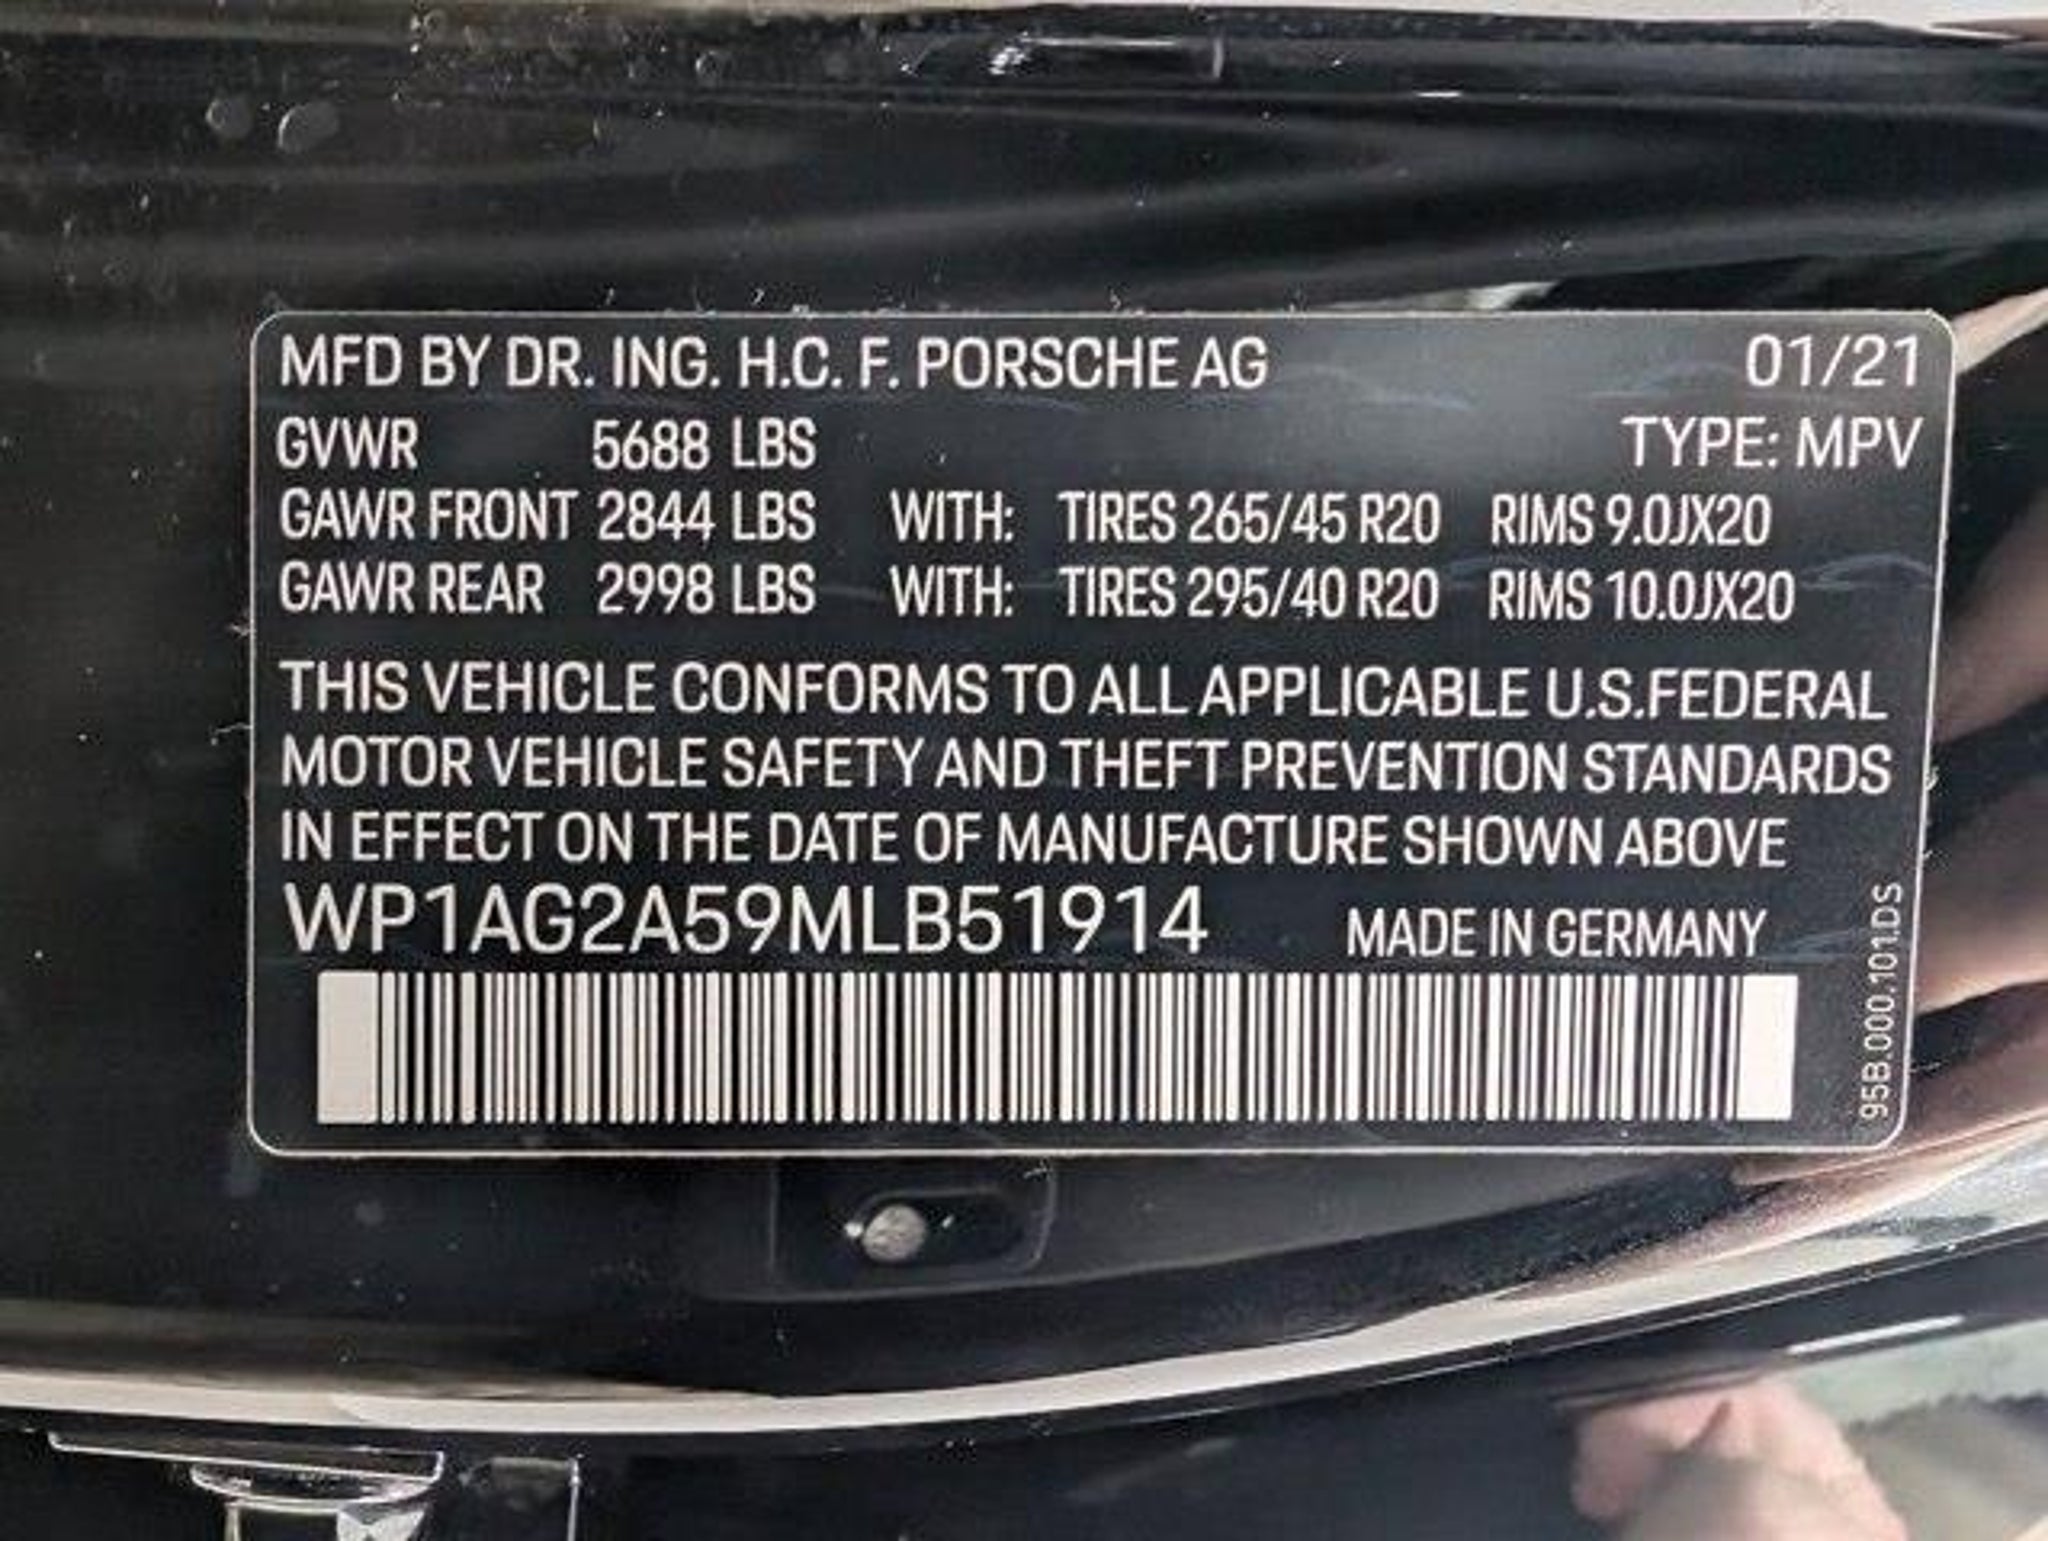 MFD BY DR. ING. H.C. F. PORSCHE AG 01/21
GVWR 5688 LBS TYPE: MPV
GAWR FRONT 2844 LBS WITH: TIRES 265/45 R20 RIMS 9.0JX20
GAWR REAR 2998 LBS WITH: TIRES 295/40 R20 RIMS 10.0JX20
THIS VEHICLE CONFORMS TO ALL APPLICABLE U.S.FEDERAL
MOTOR VEHICLE SAFETY AND THEFT PREVENTION STANDARDS
IN EFFECT ON THE DATE OF MANUFACTURE SHOWN ABOVE
WP1AG2A59MLB51914 MADE IN GERMANY
95B.000.101.DS